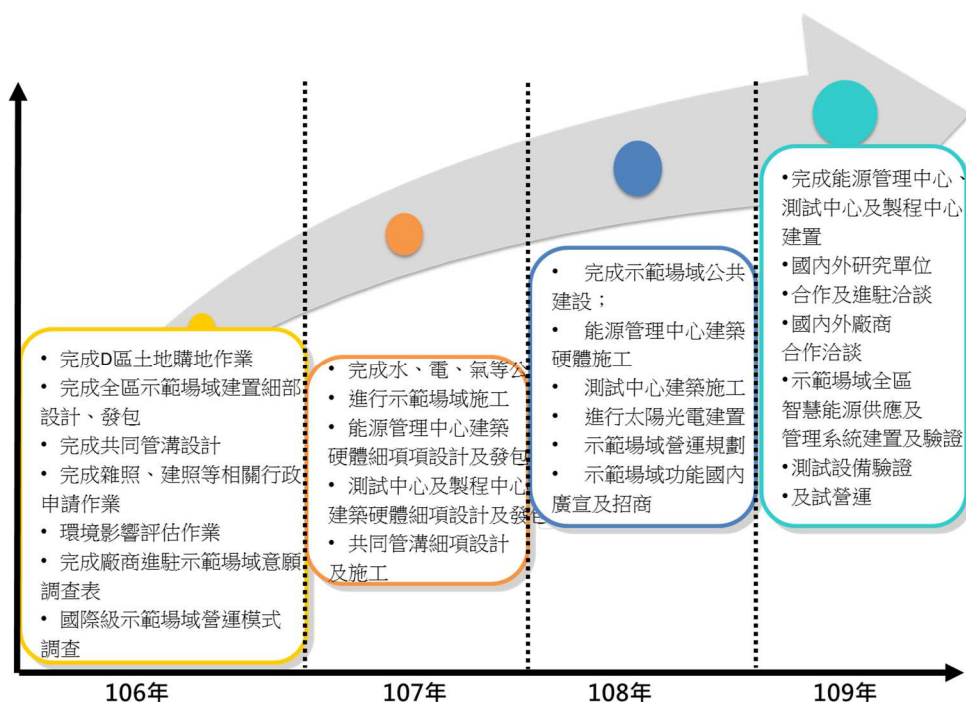 • 完成D區土地購地作業
• 完成全區示範場域建置細部
設計、發包
• 完成共同管溝設計
• 完成雜照、建照等相關行政
申請作業
• 環境影響評估作業
• 完成廠商進駐示範場域意願
調查表
• 國際級示範場域營運模式
調查
• 完成水、電、氣等公
• 進行示範場域施工
• 能源管理中心建築
硬體細項項設計及發包
• 測試中心及製程中心
建築硬體細項設計及發包
• 共同管溝細項設計
及施工
• 完成示範場域公共
建設；
• 能源管理中心建築
硬體施工
• 測試中心建築施工
• 進行太陽光電建置
• 示範場域營運規劃
• 示範場域功能國內
廣宣及招商
•完成能源管理中心、
測試中心及製程中心
建置
•國內外研究單位
•合作及進駐洽談
•國內外廠商
合作洽談
•示範場域全區
智慧能源供應及
管理系統建置及驗證
•測試設備驗證
•及試營運
106年
107年
108年
109年